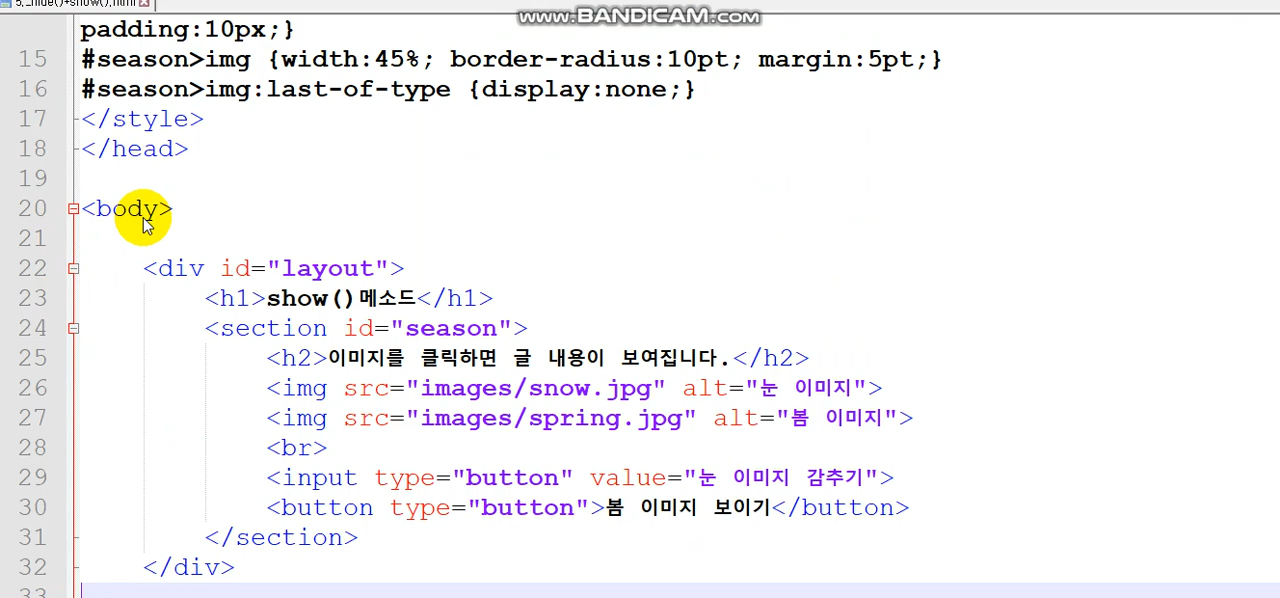 5,_hide()+show().html
www.BANDICAM.com
padding:10px;}
15 #season>img {width:45%; border-radius:10pt; margin:5pt;}
16 #season>img:last-of-type {display:none;}
17 </style>
18 </head>
19
20 <body>
21
22 <div id="layout">
23 <h1>show()메소드</h1>
24 <section id="season">
25 <h2>이미지를 클릭하면 글 내용이 보여집니다.</h2>
26 <img src="images/snow.jpg" alt="눈 이미지">
27 <img src="images/spring.jpg" alt="봄 이미지">
28 <br>
29 <input type="button" value="눈 이미지 감추기">
30 <button type="button">봄 이미지 보이기</button>
31 </section>
32 </div>
33